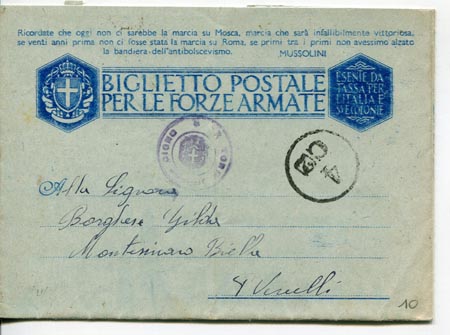 Ricordate che oggi non ci sarebbe la marcia su Mosca, marcia che sarà infallibilmente vittoriosa,
se venti anni prima non ci fosse stata la marcia su Roma, se primi tra i primi non avessimo alzato
la bandiera dell'antibolscevismo. MUSSOLINI
BIGLIETTO POSTALE
PER LE FORZE ARMATE
ESENTE DA
TASSA PER
L'ITALIA E
SVE COLONIE
4
Alla Signora
Borghese Gilda
Biella
Vercelli
10